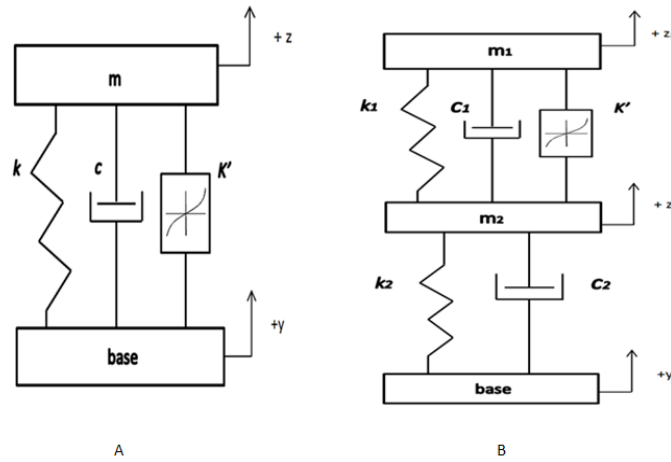 + z
m
k
c
K'
+y
base
A
+ z
m₁
k₁
C₁
K'
+ z
m₂
k₂
C₂
+y
base
B